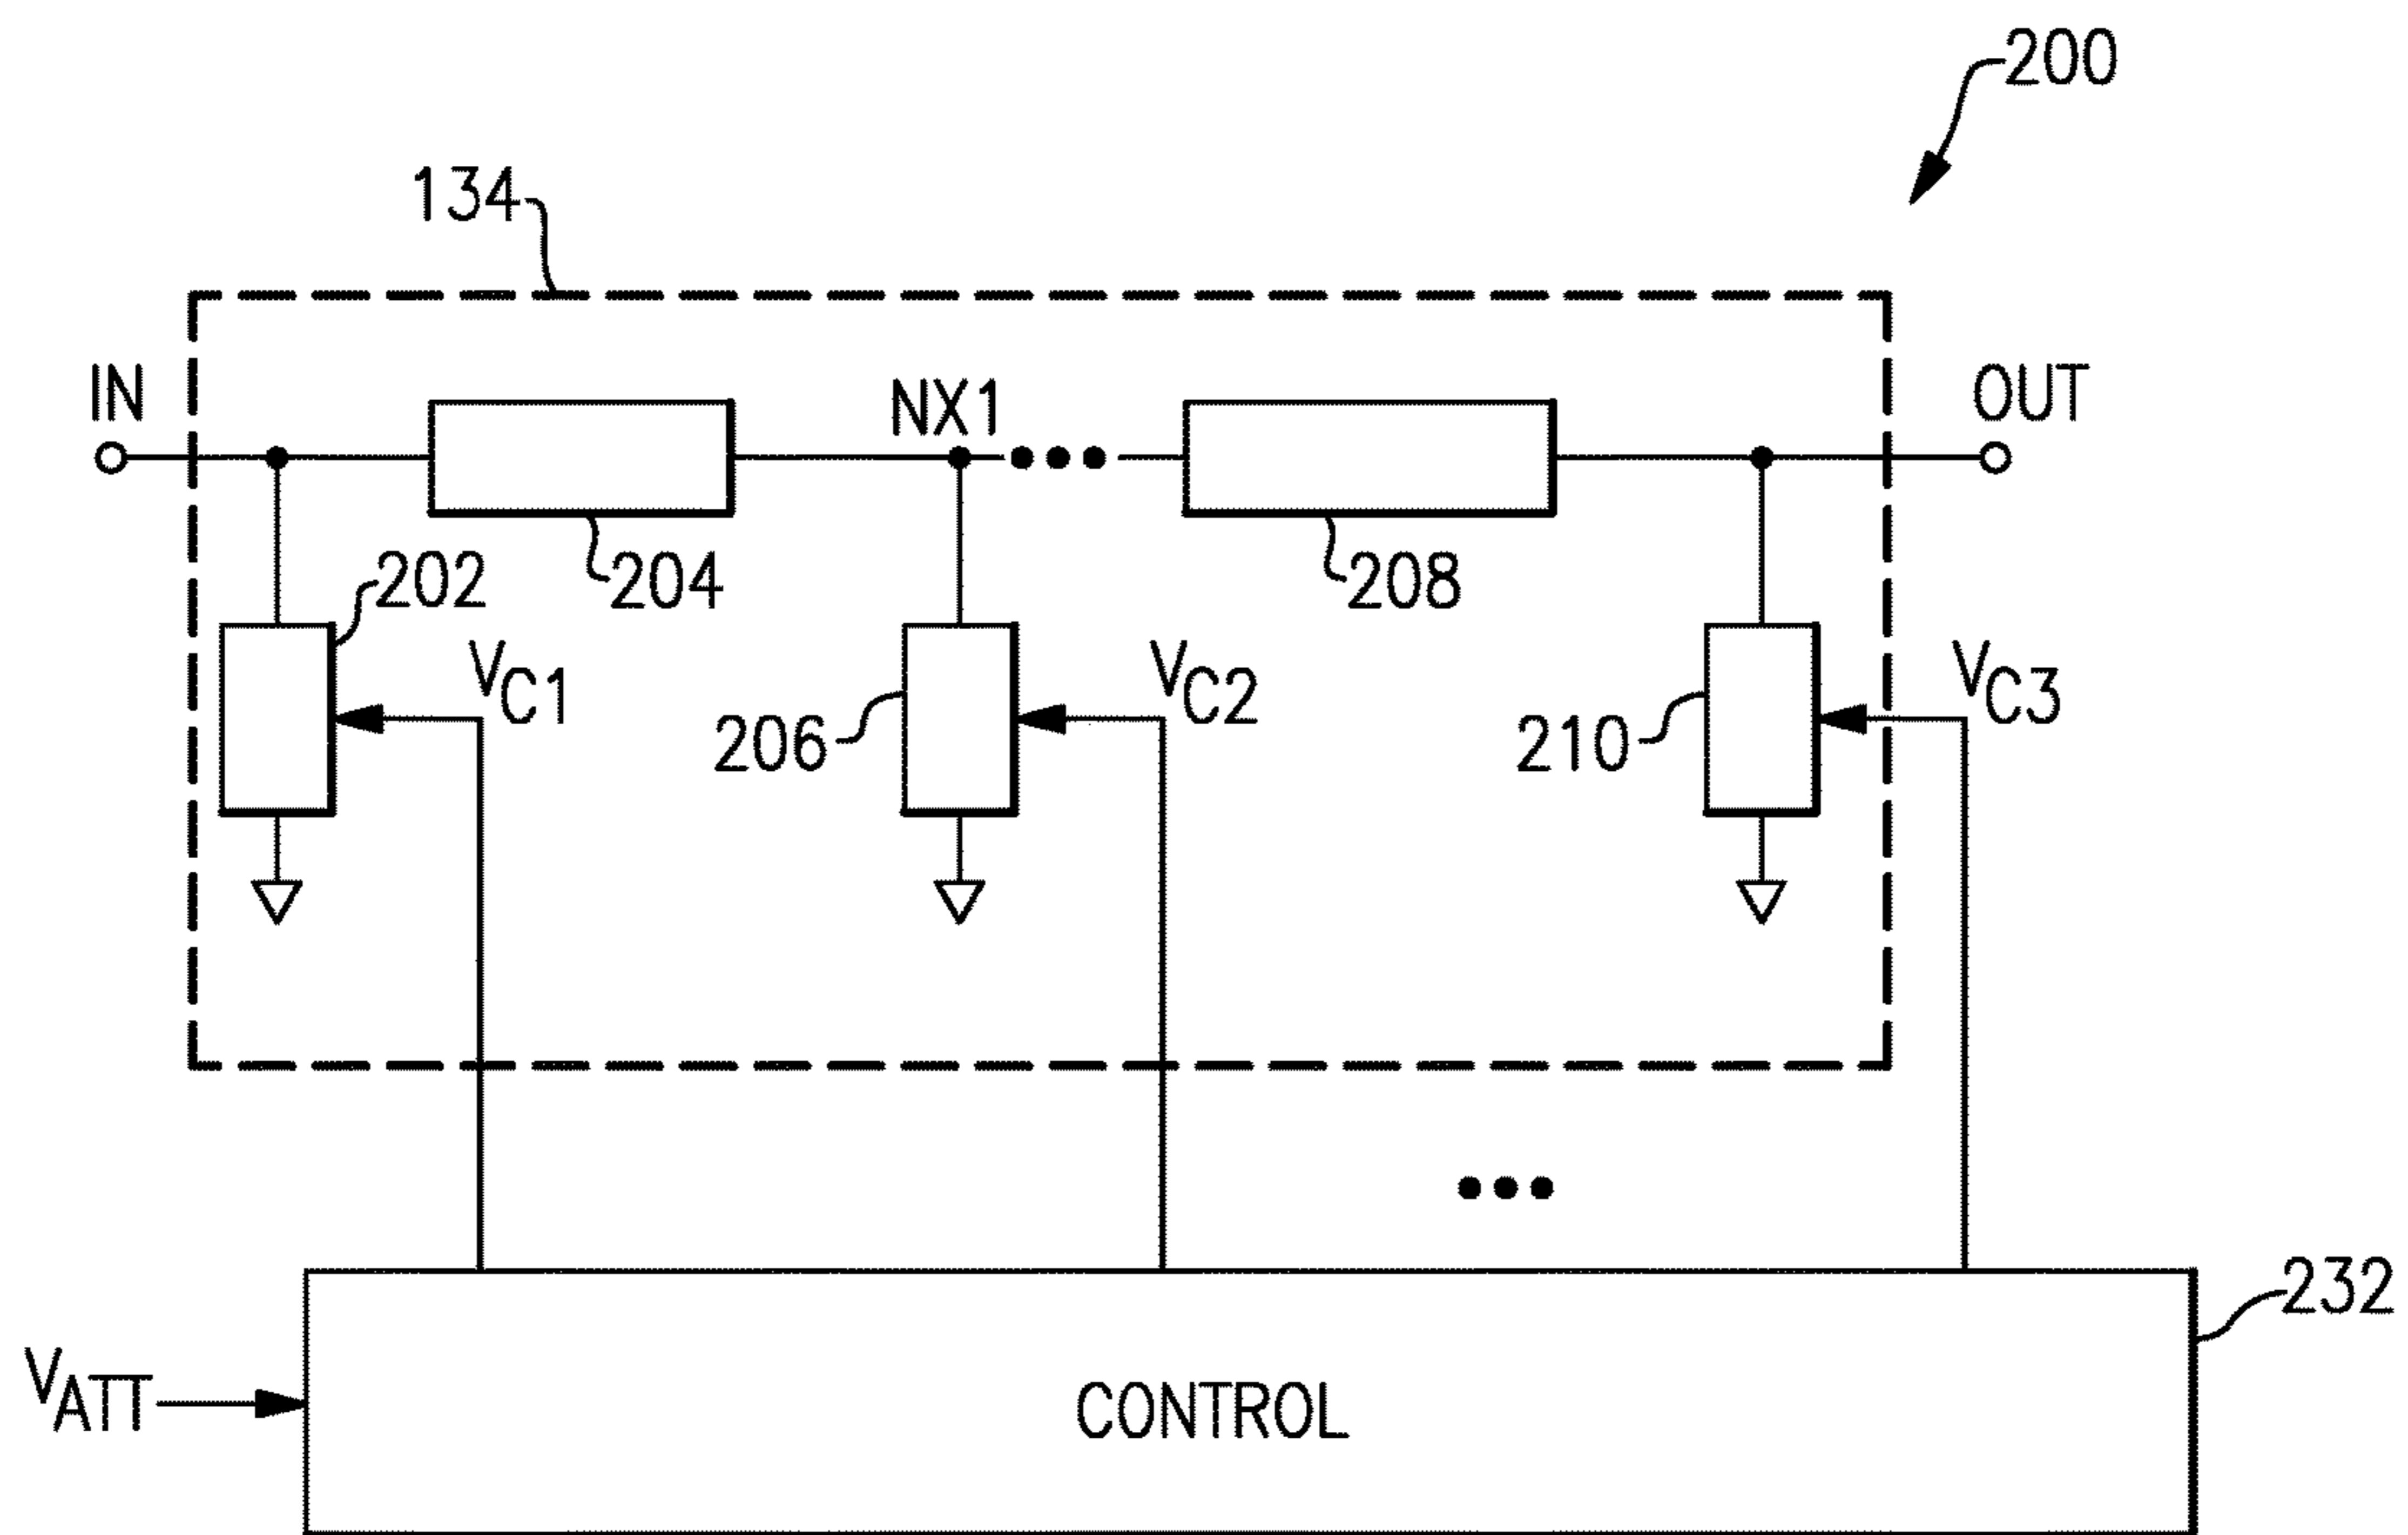 200
134
IN
NX1
OUT
202
204
208
VC1
206
VC2
210
VC3
232
VATT
CONTROL